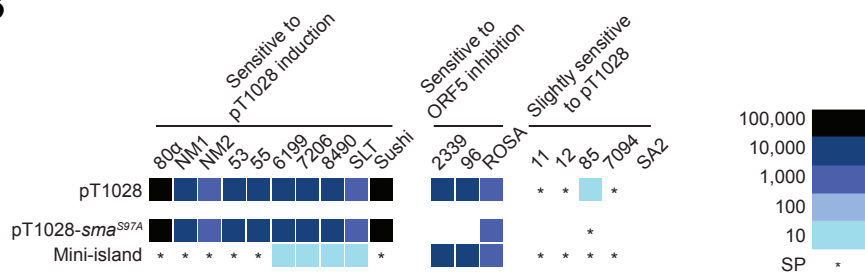 Sensitive to
pT1028 induction
Sensitive to
ORF5 inhibition
Slightly sensitive
to pT1028
80α NM1 NM2 53 55 6199 7206 8490 SLT Sushi 2339 96 ROSA 11 12 85 7094 SA2
pT1028 * * *
pT1028-sma^S97A *
Mini-island * * * * * * * * * * *
100,000
10,000
1,000
100
10
SP *